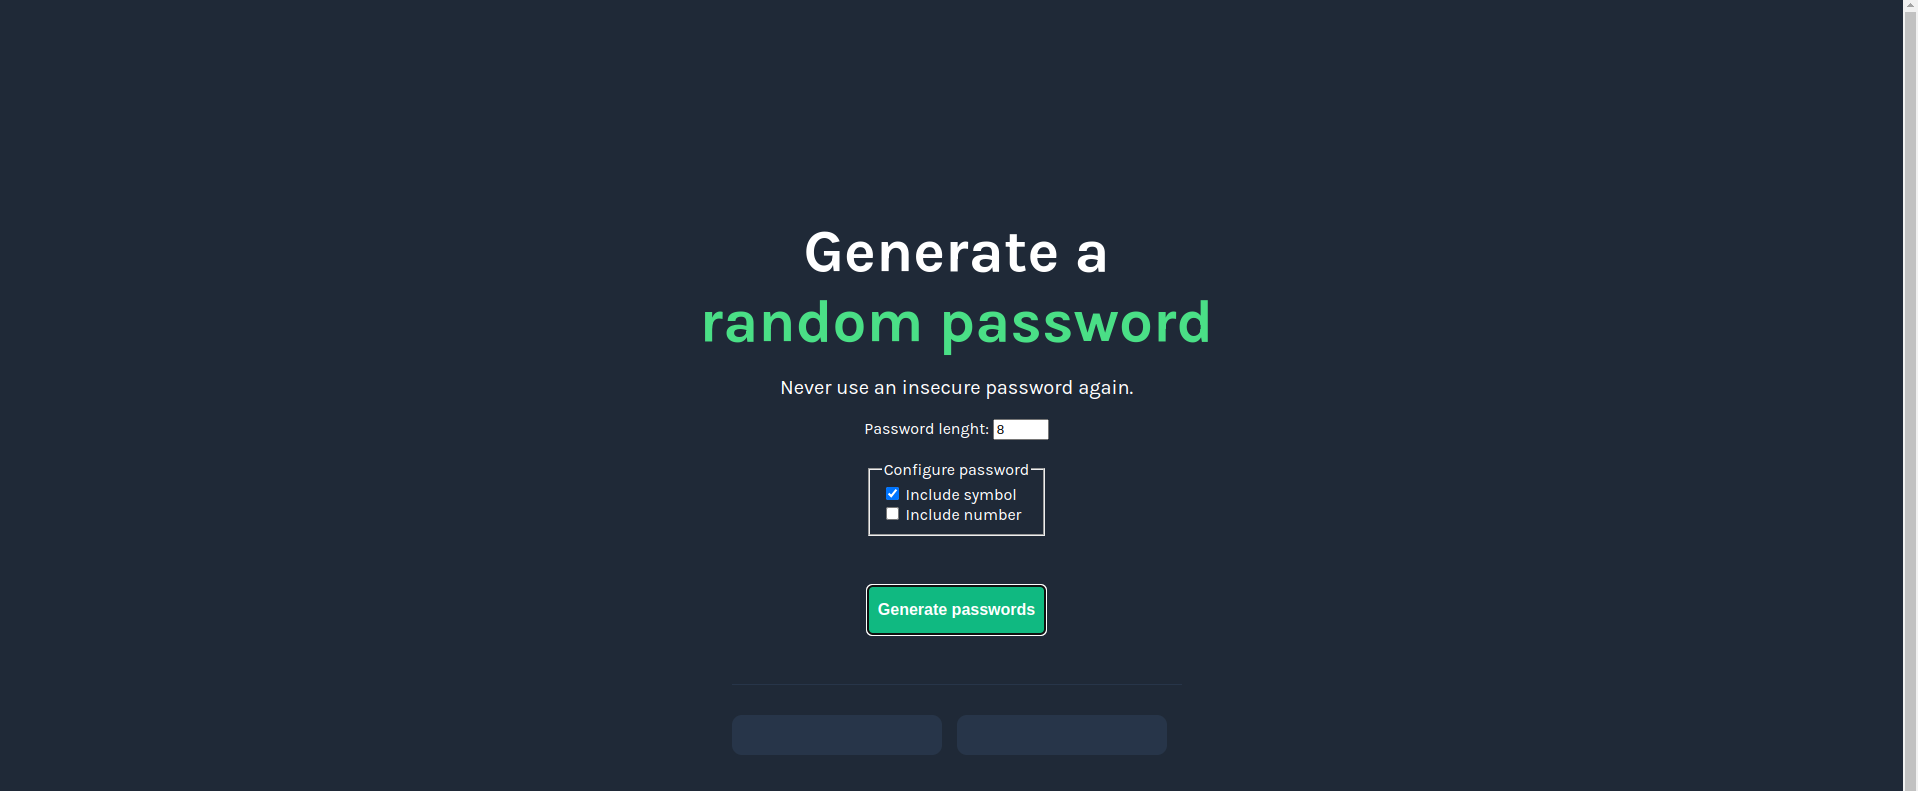 Generate a
random password
Never use an insecure password again.
Password lenght: 8
Configure password
Include symbol
Include number
Generate passwords